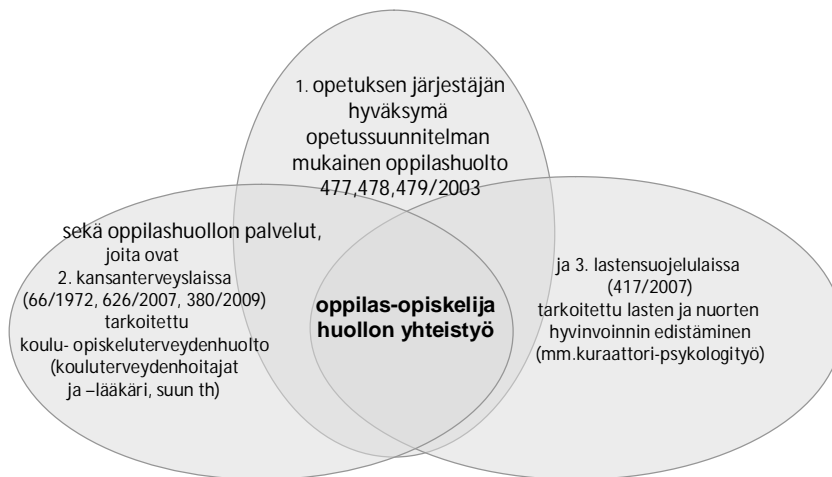 1. opetuksen järjestäjän
hyväksymä
opetussuunnitelman
mukainen oppilashuolto
477,478,479/2003
sekä oppilashuollon palvelut,
joita ovat
2. kansanterveyslaissa
(66/1972, 626/2007, 380/2009)
tarkoitettu
koulu- opiskeluterveydenhuolto
(kouluterveydenhoitajat
ja –lääkäri, suun th)
oppilas-opiskelija
huollon yhteistyö
ja 3. lastensuojelulaissa
(417/2007)
tarkoitettu lasten ja nuorten
hyvinvoinnin edistäminen
(mm.kuraattori-psykologityö)